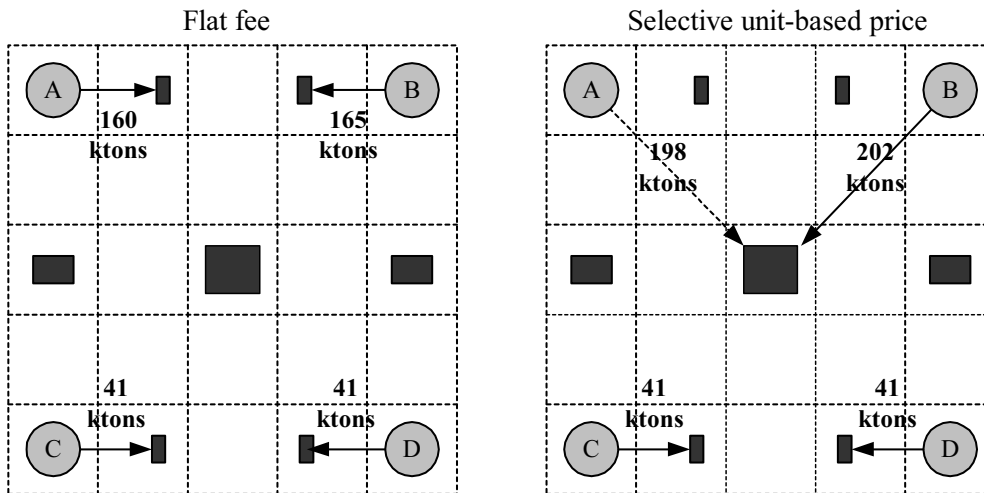 Flat fee
A
B
160
ktons
165
ktons
41
ktons
41
ktons
C
D
Selective unit-based price
A
B
198
ktons
202
ktons
41
ktons
41
ktons
C
D